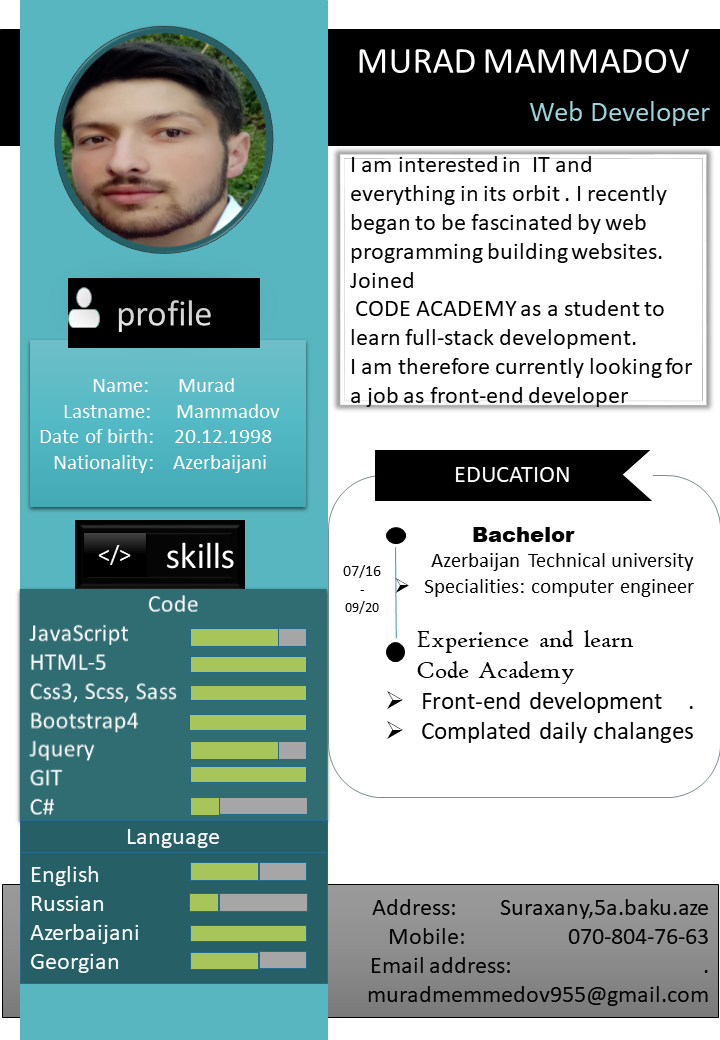 MURAD MAMMADOV
Web Developer
I am interested in IT and
everything in its orbit . I recently
began to be fascinated by web
programming building websites.
Joined
CODE ACADEMY as a student to
learn full-stack development.
I am therefore currently looking for
a job as front-end developer
profile
Name: Murad
Lastname: Mammadov
Date of birth: 20.12.1998
Nationality: Azerbaijani
</> skills
Code
JavaScript
HTML-5
Css3, Scss, Sass
Bootstrap4
Jquery
GIT
C#
Language
English
Russian
Azerbaijani
Georgian
EDUCATION
07/16
-
09/20
Bachelor
Azerbaijan Technical university
Specialities: computer engineer
Experience and learn
Code Academy
Front-end development .
Complated daily chalanges
Address: Suraxany,5a.baku.aze
Mobile: 070-804-76-63
Email address: .
muradmemmedov955@gmail.com